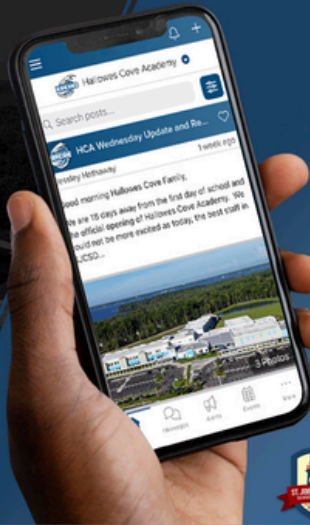 Hallowes Cove Academy
Search posts...
HCA Wednesday Update and Re...
1 week ago
Good morning Hallowes Cove Family,
We are 18 days away from the first day of school and
the official opening of Hallowes Cove Academy. We
could not be more excited as today, the best staff in
SJCSD...
3 Photos
Messages
Alerts
Events
More